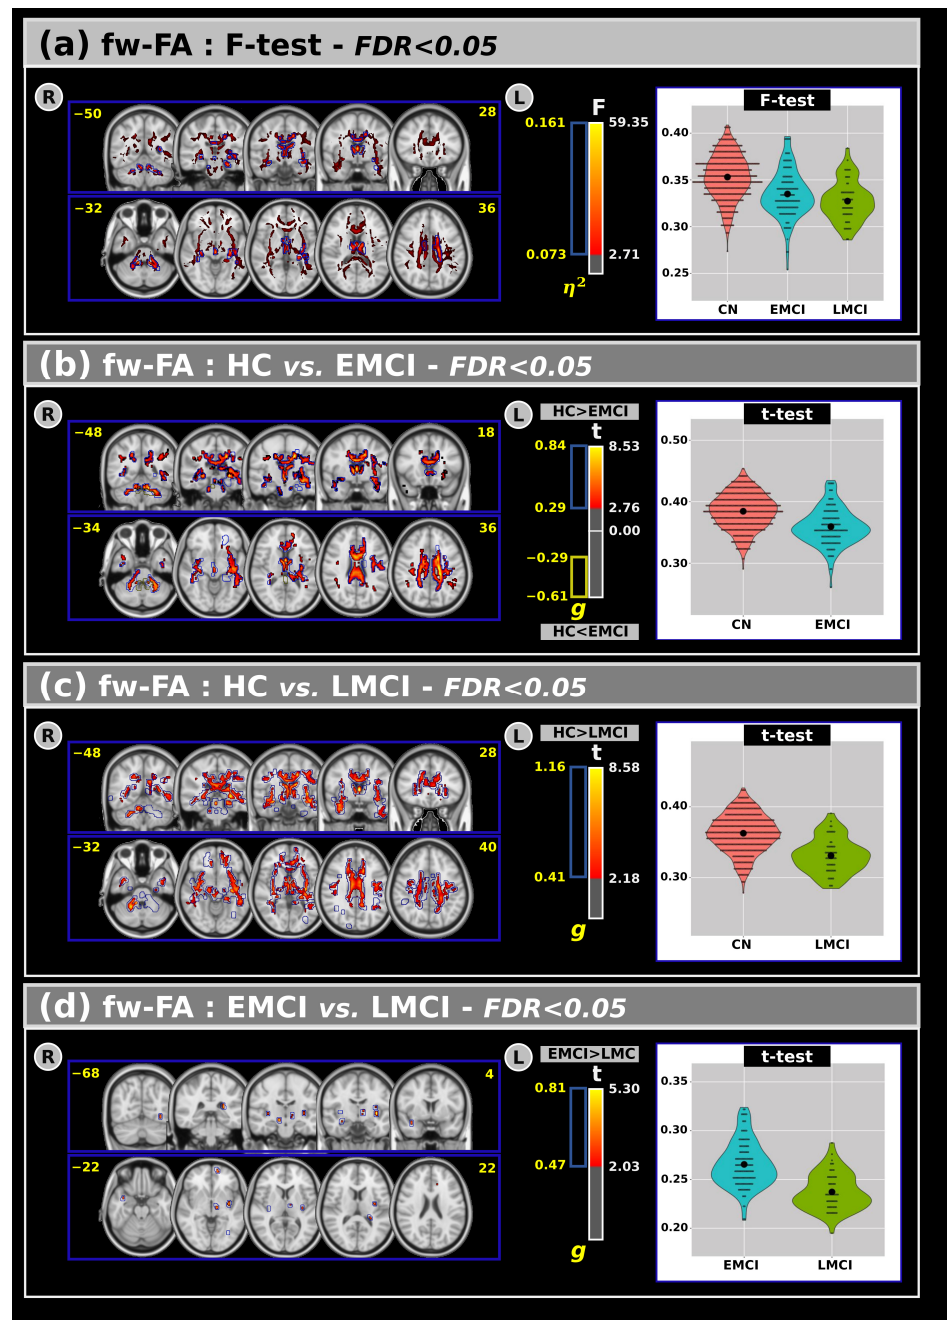 (a) fw-FA : F-test - FDR<0.05
R
L
−50
28
−32
36
F
0.161
59.35
0.073
2.71
η²
F-test
0.40
0.35
0.30
0.25
CN EMCI LMCI
(b) fw-FA : HC vs. EMCI - FDR<0.05
R
L
−48
18
−34
36
HC>EMCI
t
0.84
8.53
0.29
2.76
0.00
−0.29
−0.61
g
HC<EMCI
t-test
0.50
0.40
0.30
CN EMCI
(c) fw-FA : HC vs. LMCI - FDR<0.05
R
L
−48
28
−32
40
HC>LMCI
t
1.16
8.58
0.41
2.18
g
t-test
0.40
0.30
CN LMCI
(d) fw-FA : EMCI vs. LMCI - FDR<0.05
R
L
−68
4
−22
22
EMCI>LMC
t
0.81
5.30
0.47
2.03
g
t-test
0.35
0.30
0.25
0.20
EMCI LMCI